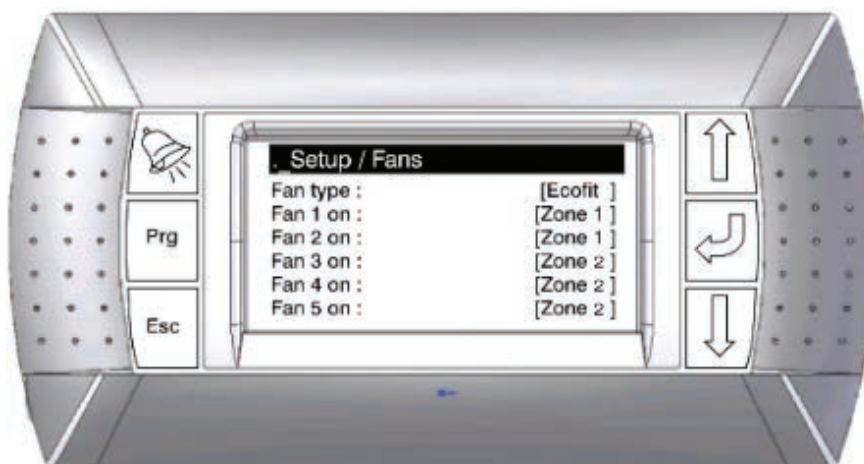 ._Setup / Fans
Fan type : [Ecofit ]
Fan 1 on : [Zone 1 ]
Fan 2 on : [Zone 1 ]
Fan 3 on : [Zone 2 ]
Fan 4 on : [Zone 2 ]
Fan 5 on : [Zone 2 ]
Prg
Esc